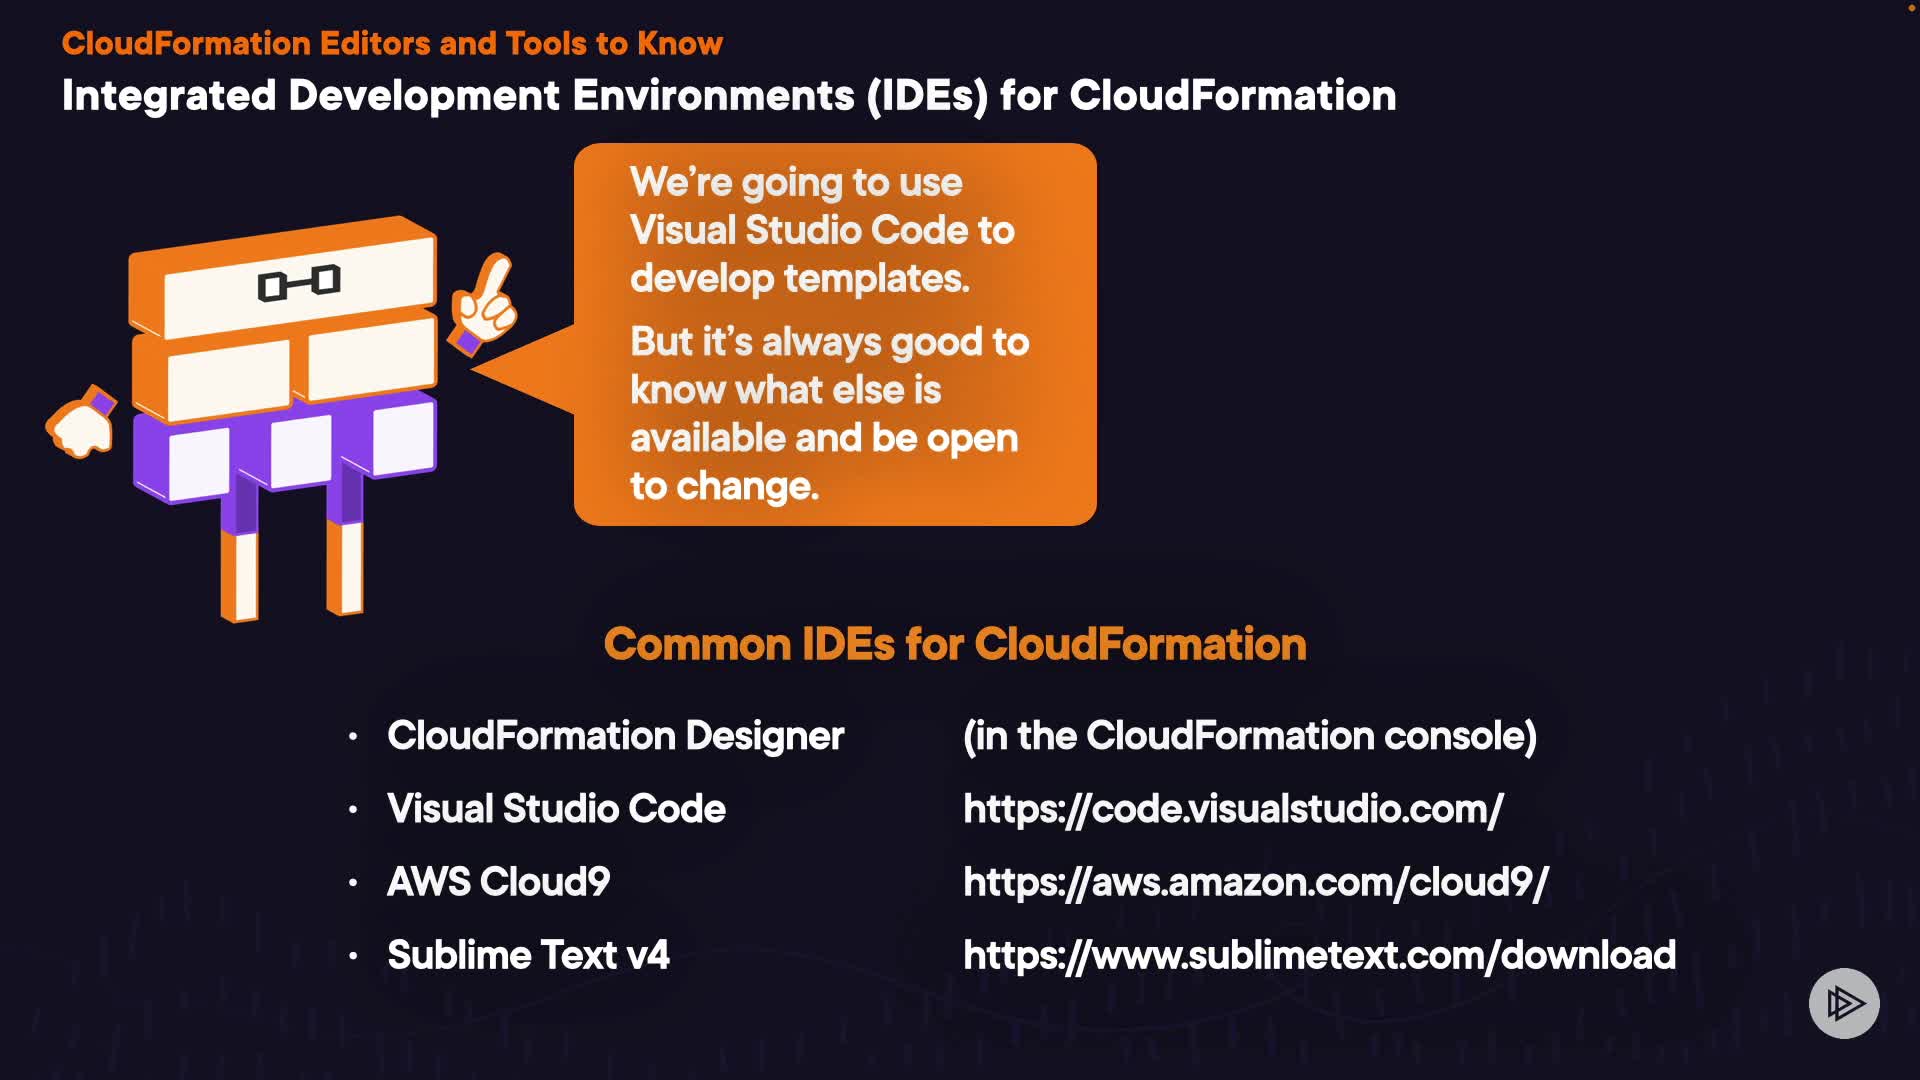 CloudFormation Editors and Tools to Know
Integrated Development Environments (IDEs) for CloudFormation
We’re going to use
Visual Studio Code to
develop templates.
But it’s always good to
know what else is
available and be open
to change.
Common IDEs for CloudFormation
• CloudFormation Designer (in the CloudFormation console)
• Visual Studio Code https://code.visualstudio.com/
• AWS Cloud9 https://aws.amazon.com/cloud9/
• Sublime Text v4 https://www.sublimetext.com/download